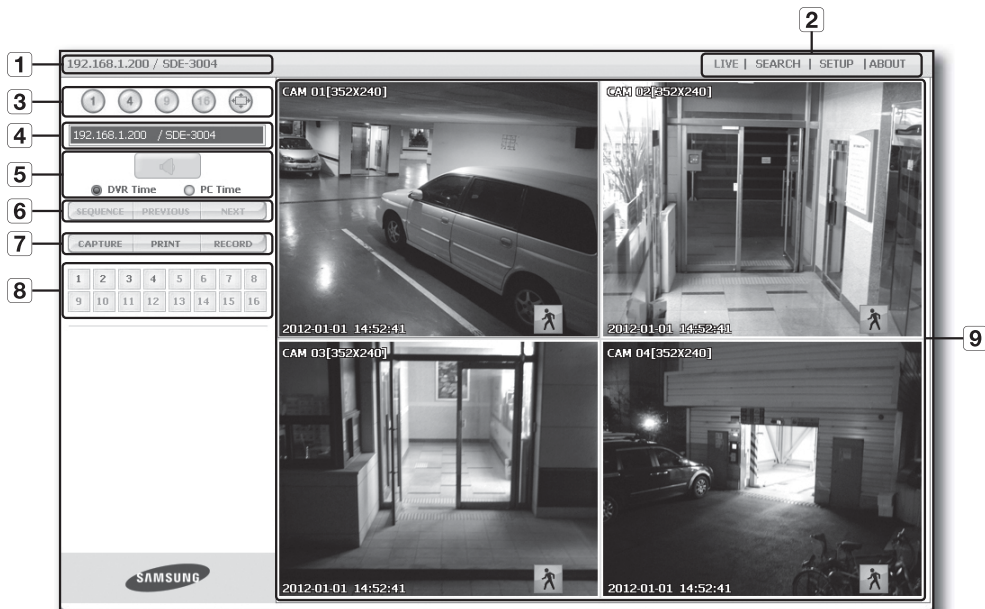 2
1
192.168.1.200 / SDE-3004
LIVE | SEARCH | SETUP | ABOUT
3
1 4 9 16
4
192.168.1.200 / SDE-3004
5
DVR Time PC Time
6
SEQUENCE PREVIOUS NEXT
7
CAPTURE PRINT RECORD
8
1 2 3 4 5 6 7 8
9 10 11 12 13 14 15 16
CAM 01[352X240]
CAM 02[352X240]
2012-01-01 14:52:41
2012-01-01 14:52:41
9
CAM 03[352X240]
CAM 04[352X240]
2012-01-01 14:52:41
2012-01-01 14:52:41
SAMSUNG